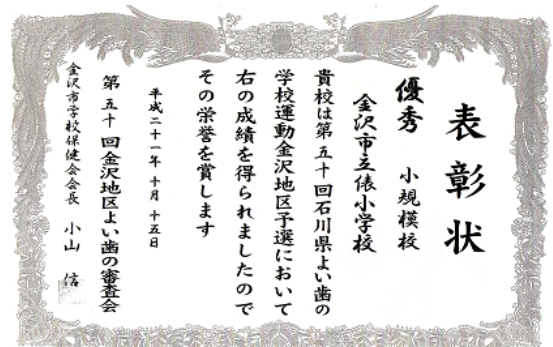 表彰状
優秀 小規模校
金沢市立俵小学校
貴校は第五十回石川県よい歯の
学校運動金沢地区予選において
右の成績を得られましたので
その栄誉を賞します
平成二十一年十月十五日
第五十回金沢地区よい歯の審査会
金沢市学校保健会会長 小山 信